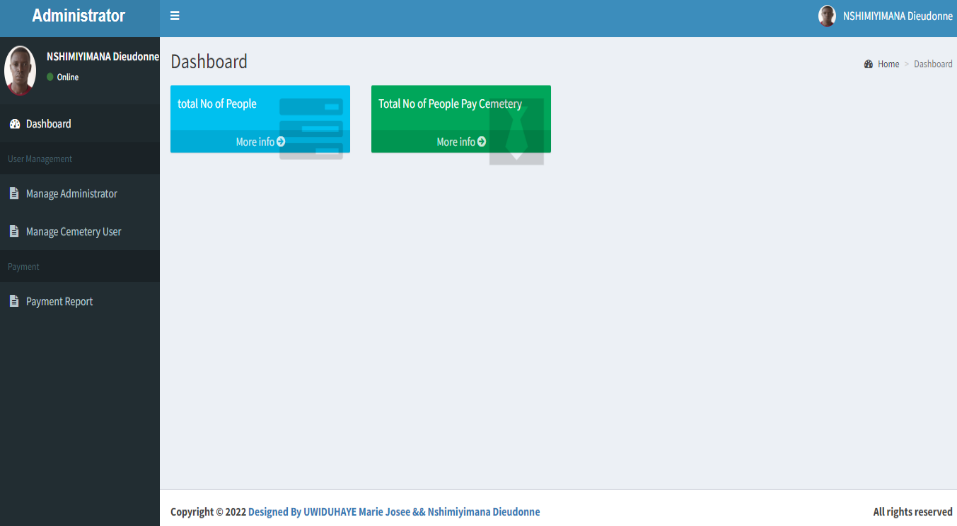 Administrator
NSHIMIYIMANA Dieudonne
NSHIMIYIMANA Dieudonne
Online
Dashboard
User Management
Manage Administrator
Manage Cemetery User
Payment
Payment Report
Dashboard
Home > Dashboard
total No of People
More info
Total No of People Pay Cemetery
More info
Copyright © 2022 Designed By UWIDUHAYE Marie Josee && Nshimiyimana Dieudonne
All rights reserved